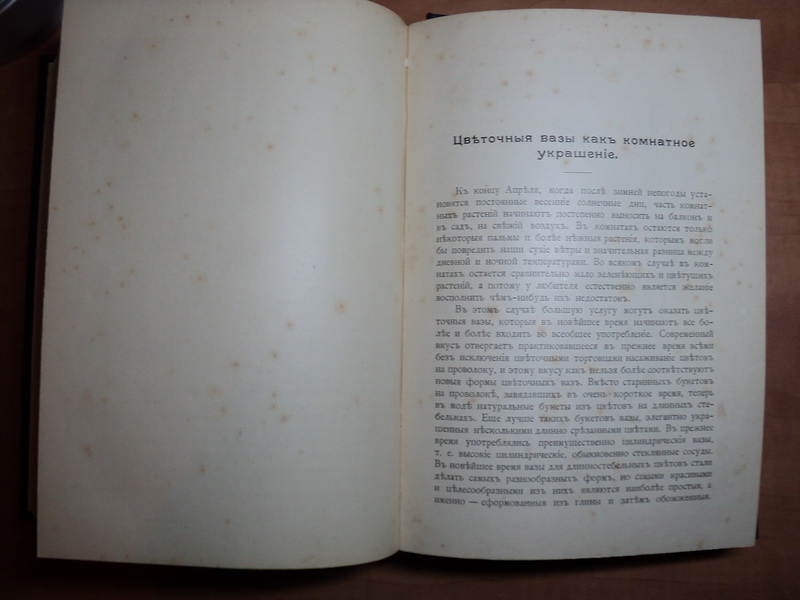 Цвѣточныя вазы какъ комнатное
украшеніе.
Къ концу Апрѣля, когда послѣ зимней непогоды уста-
новятся постоянные весенніе солнечные дни, часть комнат-
ныхъ растеній начинаютъ постепенно выносить на балконъ и
въ садъ, на свѣжій воздухъ. Въ комнатахъ остаются только
нѣкоторыя пальмы и болѣе нѣжныя растенія, которымъ могли
бы повредить наши сухіе вѣтры и значительная разница между
дневной и ночной температурами. Во всякомъ случаѣ въ ком-
натахъ остается сравнительно мало зеленѣющихъ и цвѣтущихъ
растеній, а потому у любителя естественно является желаніе
восполнить чѣмъ-нибудь ихъ недостатокъ.
Въ этомъ случаѣ большую услугу могутъ оказать цвѣ-
точныя вазы, которыя въ новѣйшее время начинаютъ все бо-
лѣе и болѣе входить во всеобщее употребленіе. Современный
вкусъ отвергаетъ практиковавшееся въ прежнее время всѣми
безъ исключенія цвѣточными торговцами насаживаніе цвѣтовъ
на проволоку, и этому вкусу какъ нельзя болѣе соотвѣтствуютъ
новыя формы цвѣточныхъ вазъ. Вмѣсто старинныхъ букетовъ
на проволокѣ, завядавшихъ въ очень короткое время, теперь
въ модѣ натуральные букеты изъ цвѣтовъ на длинныхъ сте-
бельхахъ. Еще лучше такихъ букетовъ вазы, элегантно укра-
шенныя нѣсколькими длинно срѣзанными цвѣтами. Въ прежнее
время употреблялись преимущественно цилиндрическія вазы,
т. е. высокіе цилиндрическіе, обыкновенно стеклянные сосуды.
Въ новѣйшее время вазы для длинностебельныхъ цвѣтовъ стали
дѣлать самыхъ разнообразныхъ формъ, но самыми красивыми
и цѣлесообразными изъ нихъ являются наиболѣе простыя, а
именно — сформованныя изъ глины и затѣмъ обожженныя.